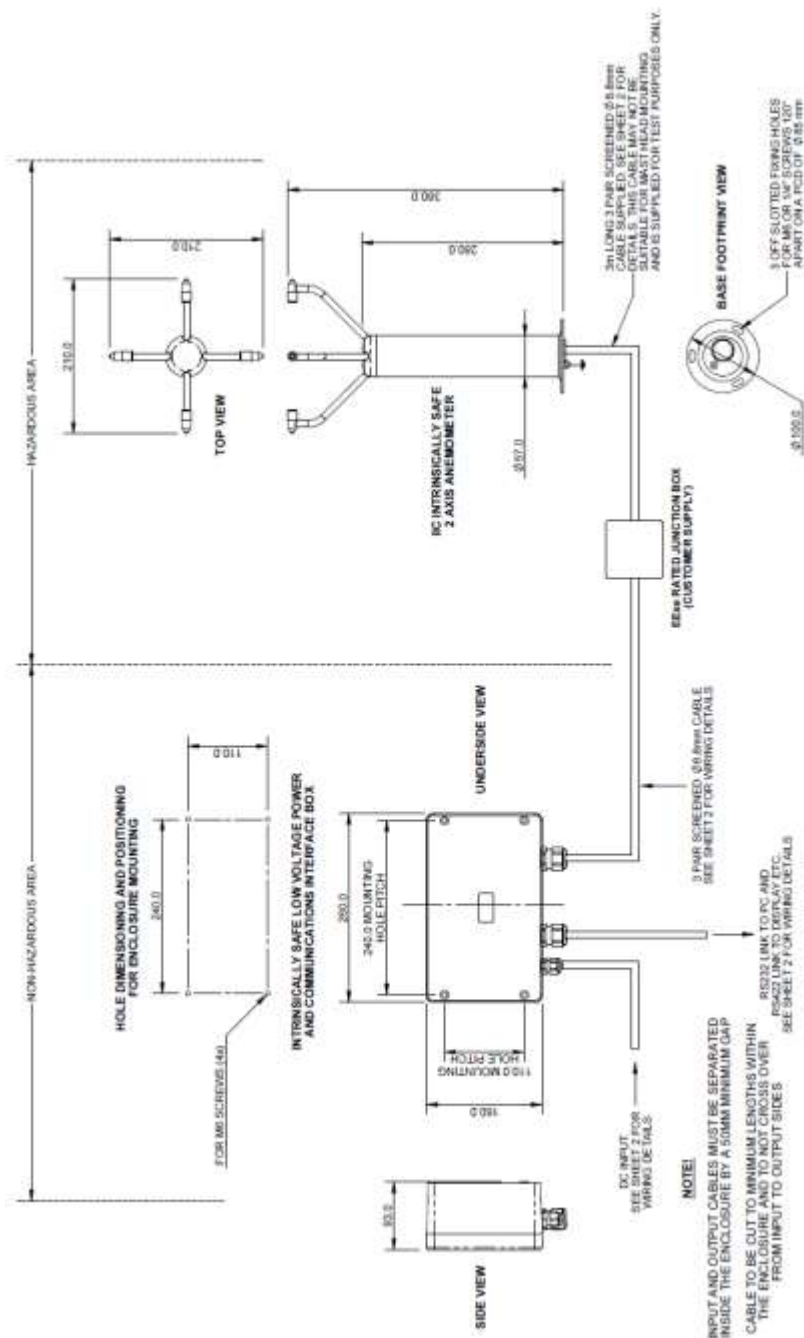 NON-HAZARDOUS AREA
HAZARDOUS AREA
HOLE DIMENSIONING AND POSITIONING
FOR ENCLOSURE MOUNTING
240.0
110.0
FOR M6 SCREWS (4x)
TOP VIEW
210.0
210.0
INTRINSICALLY SAFE LOW VOLTAGE POWER
AND COMMUNICATIONS INTERFACE BOX
SIDE VIEW
93.0
160.0
110.0 MOUNTING
HOLE PITCH
260.0
240.0 MOUNTING
HOLE PITCH
UNDERSIDE VIEW
IIC INTRINSICALLY SAFE
2 AXIS ANEMOMETER
Ø57.0
280.0
380.0
DC INPUT
SEE SHEET 2 FOR
WIRING DETAILS
RS232 LINK TO PC AND
RS422 LINK TO DISPLAY ETC.
SEE SHEET 2 FOR WIRING DETAILS
3 PAIR SCREENED Ø8.8mm CABLE
SEE SHEET 2 FOR WIRING DETAILS
RATED JUNCTION BOX
(CUSTOMER SUPPLY)
3m LONG 3 PAIR SCREENED Ø8.8mm
CABLE SUPPLIED. SEE SHEET 2 FOR
DETAILS. THIS CABLE MAY NOT BE
SUITABLE FOR MAST HEAD MOUNTING
AND IS SUPPLIED FOR TEST PURPOSES ONLY.
BASE FOOTPRINT VIEW
Ø100.0
3 OFF SLOTTED FIXING HOLES
FOR M6 OR 1/4" SCREWS 120°
APART ON A PCD OF Ø 85 mm
NOTE!
INPUT AND OUTPUT CABLES MUST BE SEPARATED
INSIDE THE ENCLOSURE BY A 50MM MINIMUM GAP
CABLE TO BE CUT TO MINIMUM LENGTHS WITHIN
THE ENCLOSURE AND TO NOT CROSS OVER
FROM INPUT TO OUTPUT SIDES